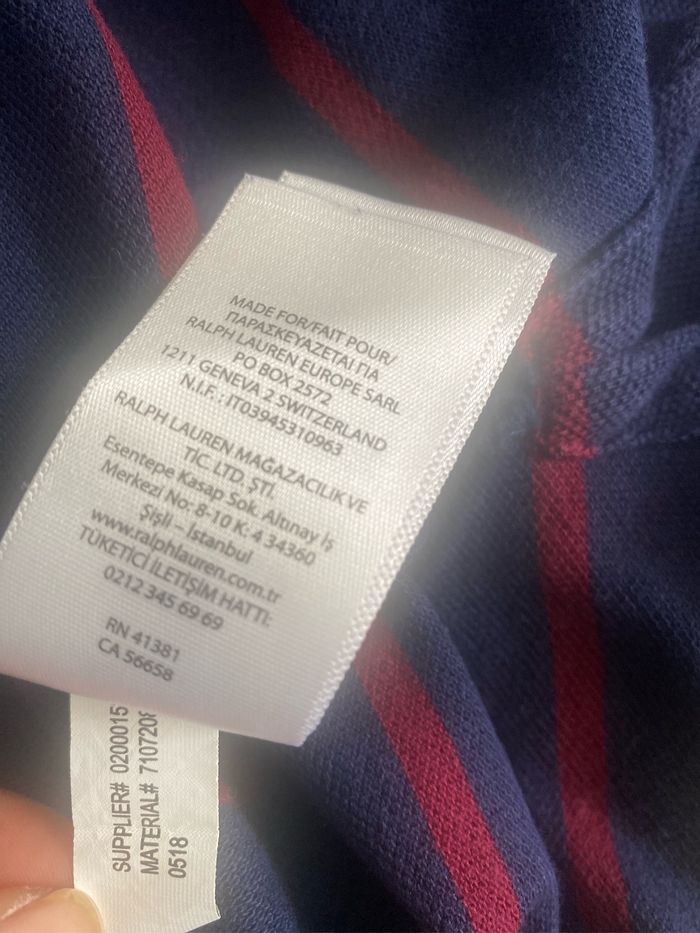 MADE FOR/FAIT POUR/
ΠΑΡΑΣΚΕΥΑΖΕΤΑΙ ΓΙΑ
RALPH LAUREN EUROPE SARL
PO BOX 2572
1211 GENEVA 2 SWITZERLAND
N.I.F.: IT03945310963
RALPH LAUREN MAĞAZACILIK VE
TİC. LTD. ŞTİ.
Esentepe Kasap Sok. Altınay İş
Merkezi No: 8-10 K: 4 34360
Şişli – İstanbul
www.ralphlauren.com.tr
TÜKETİCİ İLETİŞİM HATTI:
0212 345 69 69
RN 41381
CA 56658
SUPPLIER# 0200015
MATERIAL# 710720
0518